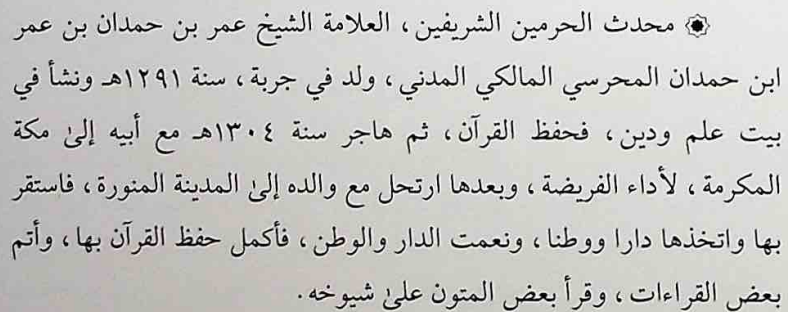 ۞ محدث الحرمين الشريفين، العلامة الشيخ عمر بن حمدان بن عمر
ابن حمدان المحرسي المالكي المدني، ولد في جربة، سنة ١٢٩١هـ ونشأ في
بيت علم ودين، فحفظ القرآن، ثم هاجر سنة ١٣٠٤هـ مع أبيه إلىٰ مكة
المكرمة، لأداء الفريضة، وبعدها ارتحل مع والده إلىٰ المدينة المنورة، فاستقر
بها واتخذها دارا ووطنا، ونعمت الدار والوطن، فأكمل حفظ القرآن بها، وأتم
بعض القراءات، وقرأ بعض المتون علىٰ شيوخه.